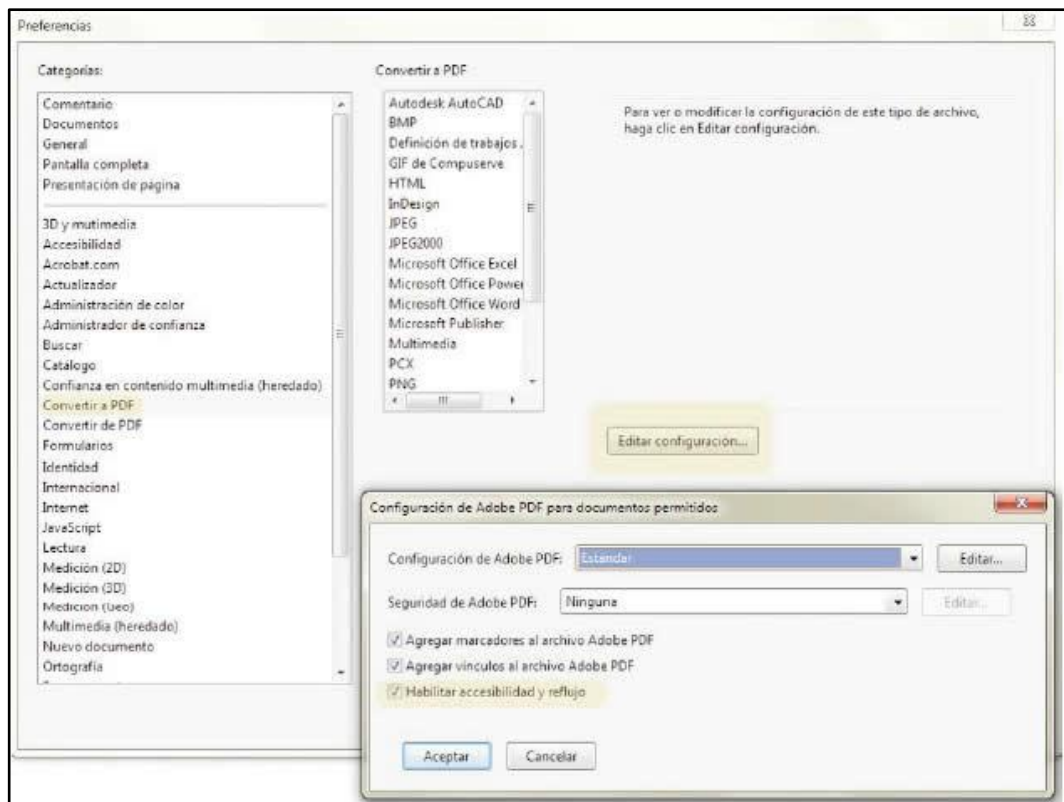 Preferencias
Categorías:
Comentario
Documentos
General
Pantalla completa
Presentación de página
3D y mutimedia
Accesibilidad
Acrobat.com
Actualizador
Administración de color
Administrador de confianza
Buscar
Catálogo
Confianza en contenido multimedia (heredado)
Convertir a PDF
Convertir de PDF
Formularios
Identidad
Internacional
Internet
JavaScript
Lectura
Medición (2D)
Medición (3D)
Medición (Geo)
Multimedia (heredado)
Nuevo documento
Ortografía
Convertir a PDF
Autodesk AutoCAD
BMP
Definición de trabajos
GIF de Compuserve
HTML
InDesign
JPEG
JPEG2000
Microsoft Office Excel
Microsoft Office Power
Microsoft Office Word
Microsoft Publisher
Multimedia
PCX
PNG
Para ver o modificar la configuración de este tipo de archivo,
haga clic en Editar configuración.
Editar configuración...
Configuración de Adobe PDF para documentos permitidos
Configuración de Adobe PDF: Estándar Editar...
Seguridad de Adobe PDF: Ninguna Editar...
Agregar marcadores al archivo Adobe PDF
Agregar vínculos al archivo Adobe PDF
Habilitar accesibilidad y reflujo
Aceptar Cancelar